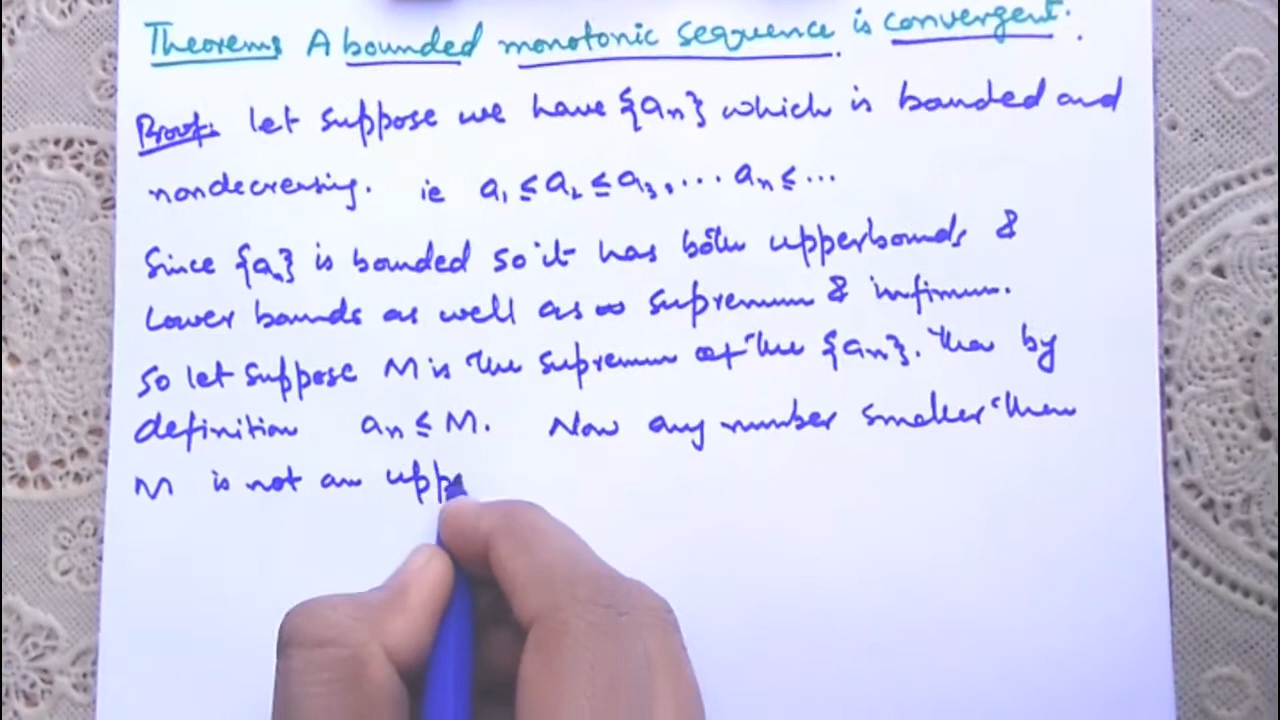 Theorem: A bounded monotonic sequence is convergent.
Proof: let suppose we have {aₙ} which is bounded and
nondecreasing. ie a₁ ≤ a₂ ≤ a₃, ... aₙ ≤ ...
Since {aₙ} is bounded so it has both upperbounds &
Lower bounds as well as supremum & infimum.
So let suppose M is the supremum of the {aₙ}. then by
definition aₙ ≤ M. Now any number smaller then
M is not an uppe